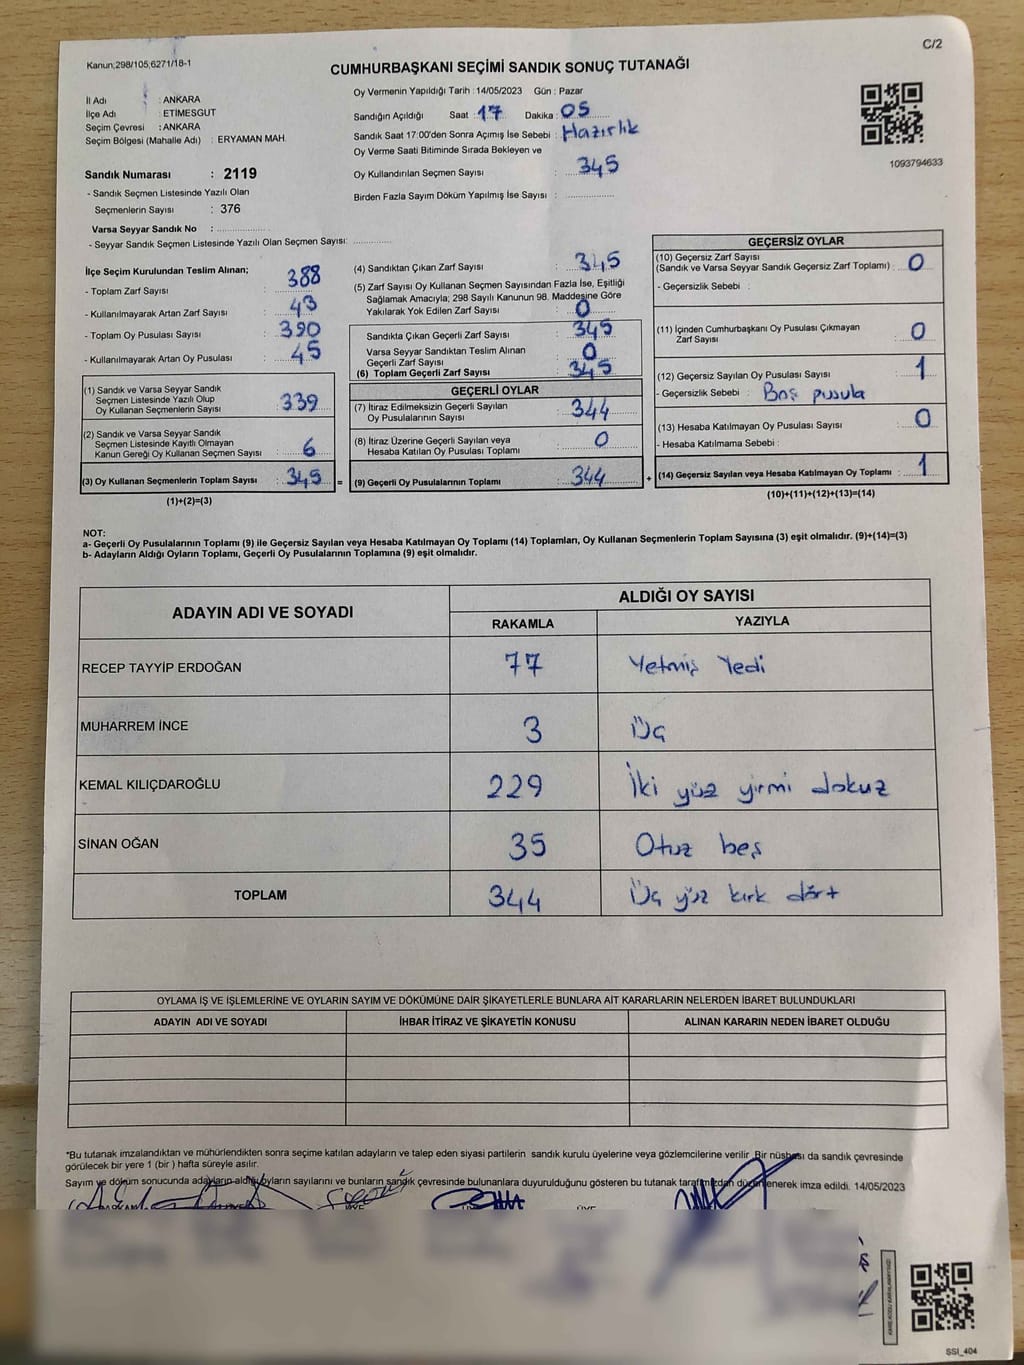 C/2
Kanun;298/105,6271/18-1
CUMHURBAŞKANI SEÇİMİ SANDIK SONUÇ TUTANAĞI
İl Adı : ANKARA
İlçe Adı : ETİMESGUT
Seçim Çevresi : ANKARA
Seçim Bölgesi (Mahalle Adı) : ERYAMAN MAH.
Sandık Numarası : 2119
- Sandık Seçmen Listesinde Yazılı Olan
Seçmenlerin Sayısı : 376
Varsa Seyyar Sandık No :
- Seyyar Sandık Seçmen Listesinde Yazılı Olan Seçmen Sayısı:
Oy Vermenin Yapıldığı Tarih : 14/05/2023 Gün : Pazar
Sandığın Açıldığı Saat : 17 Dakika : 05
Sandık Saat 17:00'den Sonra Açımış İse Sebebi : Hazırlık
Oy Verme Saati Bitiminde Sırada Bekleyen ve
Oy Kullandırılan Seçmen Sayısı : 345
Birden Fazla Sayım Döküm Yapılmış İse Sayısı :
1093794633
İlçe Seçim Kurulundan Teslim Alınan;
- Toplam Zarf Sayısı : 388
- Kullanılmayarak Artan Zarf Sayısı : 43
- Toplam Oy Pusulası Sayısı : 390
- Kullanılmayarak Artan Oy Pusulası : 45
(1) Sandık ve Varsa Seyyar Sandık
Seçmen Listesinde Yazılı Olup
Oy Kullanan Seçmenlerin Sayısı : 339
(2) Sandık ve Varsa Seyyar Sandık
Seçmen Listesinde Kayıtlı Olmayan
Kanun Gereği Oy Kullanan Seçmen Sayısı : 6
(3) Oy Kullanan Seçmenlerin Toplam Sayısı : 345 =
(1)+(2)=(3)
(4) Sandıktan Çıkan Zarf Sayısı : 345
(5) Zarf Sayısı Oy Kullanan Seçmen Sayısından Fazla İse, Eşitliği
Sağlamak Amacıyla; 298 Sayılı Kanunun 98. Maddesine Göre
Yakılarak Yok Edilen Zarf Sayısı : 0
Sandıkta Çıkan Geçerli Zarf Sayısı : 345
Varsa Seyyar Sandıktan Teslim Alınan
Geçerli Zarf Sayısı : 0
(6) Toplam Geçerli Zarf Sayısı : 345
GEÇERLİ OYLAR
(7) İtiraz Edilmeksizin Geçerli Sayılan
Oy Pusulalarının Sayısı : 344
(8) İtiraz Üzerine Geçerli Sayılan veya
Hesaba Katılan Oy Pusulası Toplamı : 0
(9) Geçerli Oy Pusulalarının Toplamı : 344 +
GEÇERSİZ OYLAR
(10) Geçersiz Zarf Sayısı
(Sandık ve Varsa Seyyar Sandık Geçersiz Zarf Toplamı) : 0
- Geçersizlik Sebebi :
(11) İçinden Cumhurbaşkanı Oy Pusulası Çıkmayan
Zarf Sayısı : 0
(12) Geçersiz Sayılan Oy Pusulası Sayısı : 1
- Geçersizlik Sebebi : Boş pusula
(13) Hesaba Katılmayan Oy Pusulası Sayısı : 0
- Hesaba Katılmama Sebebi :
(14) Geçersiz Sayılan veya Hesaba Katılmayan Oy Toplamı : 1
(10)+(11)+(12)+(13)=(14)
NOT:
a- Geçerli Oy Pusulalarının Toplamı (9) ile Geçersiz Sayılan veya Hesaba Katılmayan Oy Toplamı (14) Toplamları, Oy Kullanan Seçmenlerin Toplam Sayısına (3) eşit olmalıdır. (9)+(14)=(3)
b- Adayların Aldığı Oyların Toplamı, Geçerli Oy Pusulalarının Toplamına (9) eşit olmalıdır.
ADAYIN ADI VE SOYADI ALDIĞI OY SAYISI
RAKAMLA YAZIYLA
RECEP TAYYİP ERDOĞAN 77 Yetmiş Yedi
MUHARREM İNCE 3 Üç
KEMAL KILIÇDAROĞLU 229 İki yüz yirmi dokuz
SİNAN OĞAN 35 Otuz beş
TOPLAM 344 Üç yüz kırk dört
OYLAMA İŞ VE İŞLEMLERİNE VE OYLARIN SAYIM VE DÖKÜMÜNE DAİR ŞİKAYETLERLE BUNLARA AİT KARARLARIN NELERDEN İBARET BULUNDUKLARI
ADAYIN ADI VE SOYADI İHBAR İTİRAZ VE ŞİKAYETİN KONUSU ALINAN KARARIN NEDEN İBARET OLDUĞU
"Bu tutanak imzalandıktan ve mühürlendikten sonra seçime katılan adayların ve talep eden siyasi partilerin sandık kurulu üyelerine veya gözlemcilerine verilir. Bir nüshası da sandık çevresinde
görülecek bir yere 1 (bir ) hafta süreyle asılır.
Sayım ve döküm sonucunda adayların aldığı oyların sayılarını ve bunların sandık çevresinde bulunanlara duyurulduğunu gösteren bu tutanak tarafımızdan düzenlenerek imza edildi. 14/05/2023
SSI_404